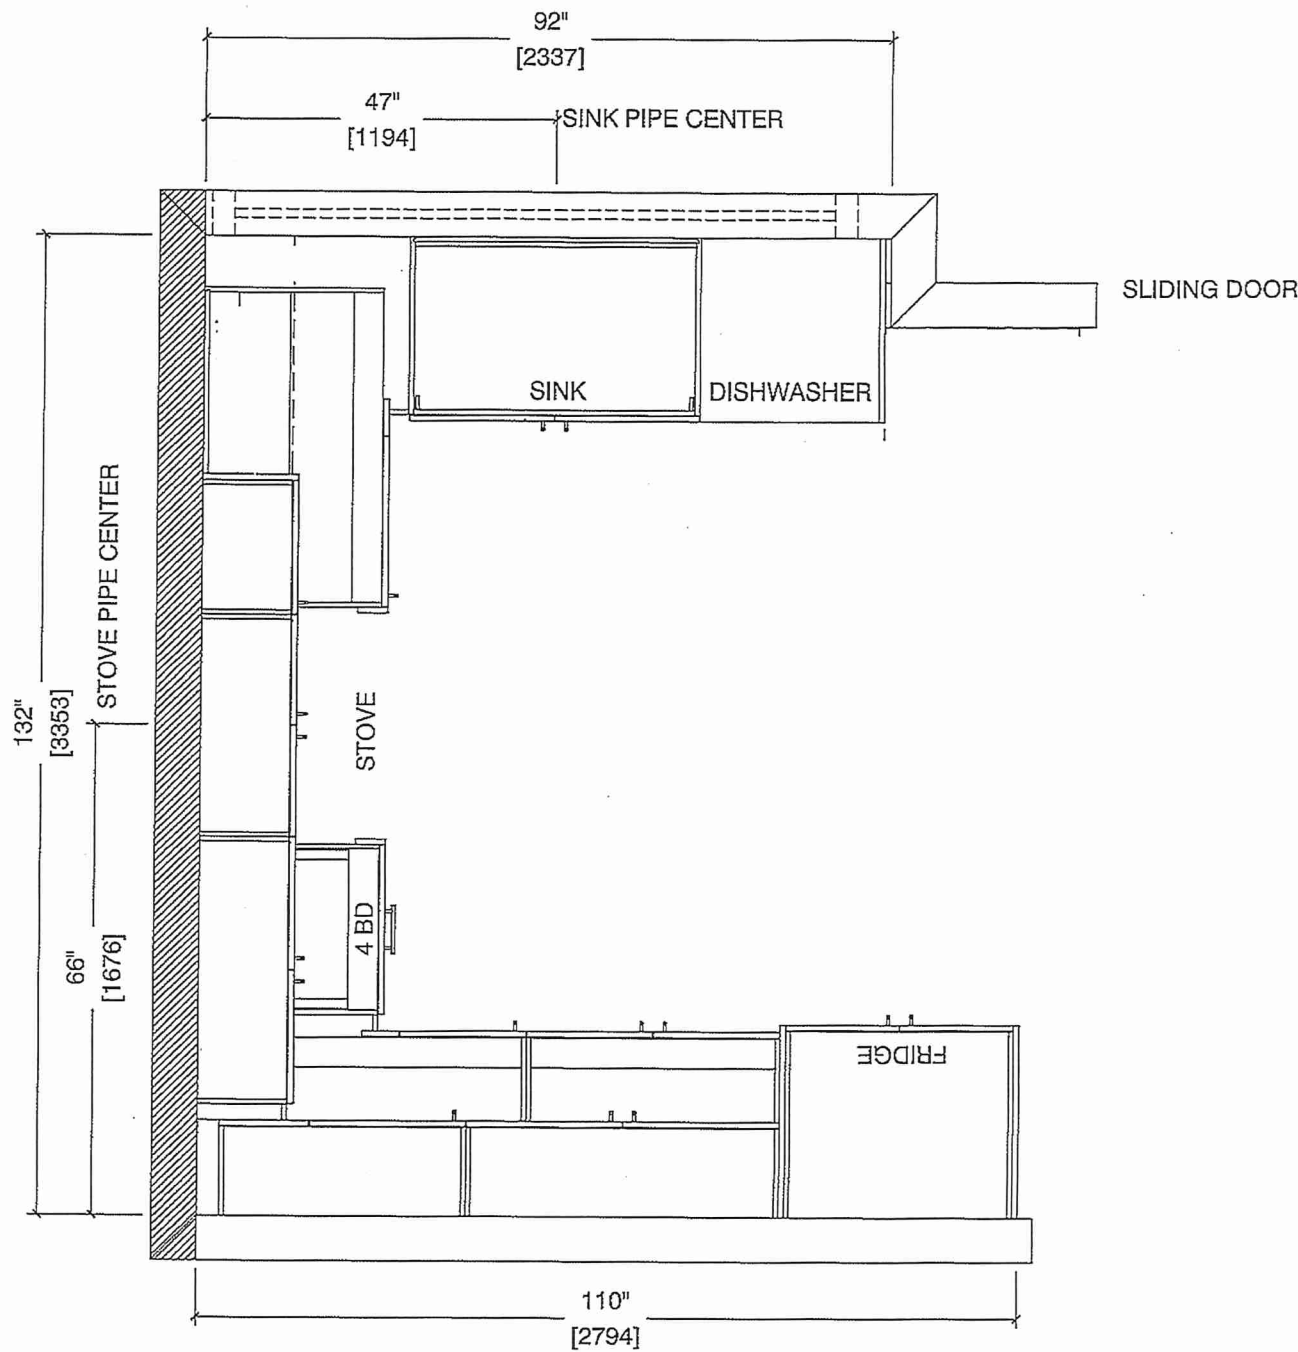 92"
[2337]
47"
[1194]
SINK PIPE CENTER
SLIDING DOOR
SINK
DISHWASHER
STOVE PIPE CENTER
132"
[3353]
STOVE
66"
[1676]
4 BD
FRIDGE
110"
[2794]